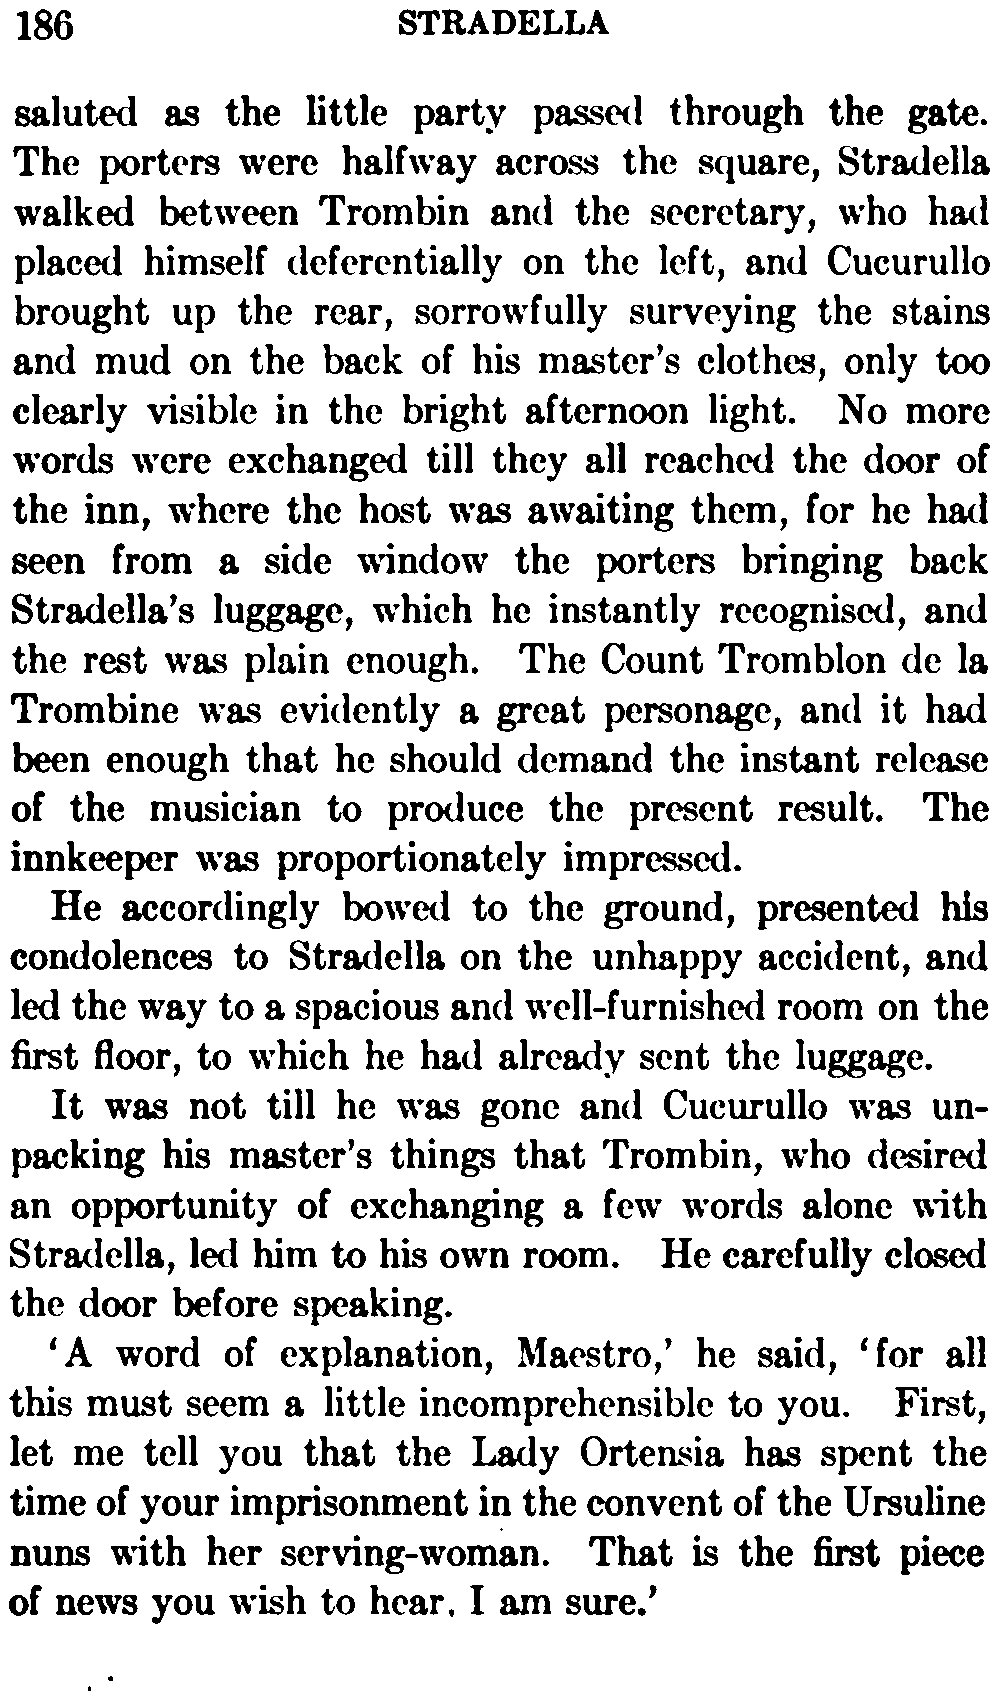 186 STRADELLA
saluted as the little party passed through the gate.
The porters were halfway across the square, Stradella
walked between Trombin and the secretary, who had
placed himself deferentially on the left, and Cucurullo
brought up the rear, sorrowfully surveying the stains
and mud on the back of his master's clothes, only too
clearly visible in the bright afternoon light. No more
words were exchanged till they all reached the door of
the inn, where the host was awaiting them, for he had
seen from a side window the porters bringing back
Stradella's luggage, which he instantly recognised, and
the rest was plain enough. The Count Tromblon de la
Trombine was evidently a great personage, and it had
been enough that he should demand the instant release
of the musician to produce the present result. The
innkeeper was proportionately impressed.
He accordingly bowed to the ground, presented his
condolences to Stradella on the unhappy accident, and
led the way to a spacious and well-furnished room on the
first floor, to which he had already sent the luggage.
It was not till he was gone and Cucurullo was un-
packing his master's things that Trombin, who desired
an opportunity of exchanging a few words alone with
Stradella, led him to his own room. He carefully closed
the door before speaking.
'A word of explanation, Maestro,' he said, 'for all
this must seem a little incomprehensible to you. First,
let me tell you that the Lady Ortensia has spent the
time of your imprisonment in the convent of the Ursuline
nuns with her serving-woman. That is the first piece
of news you wish to hear, I am sure.'